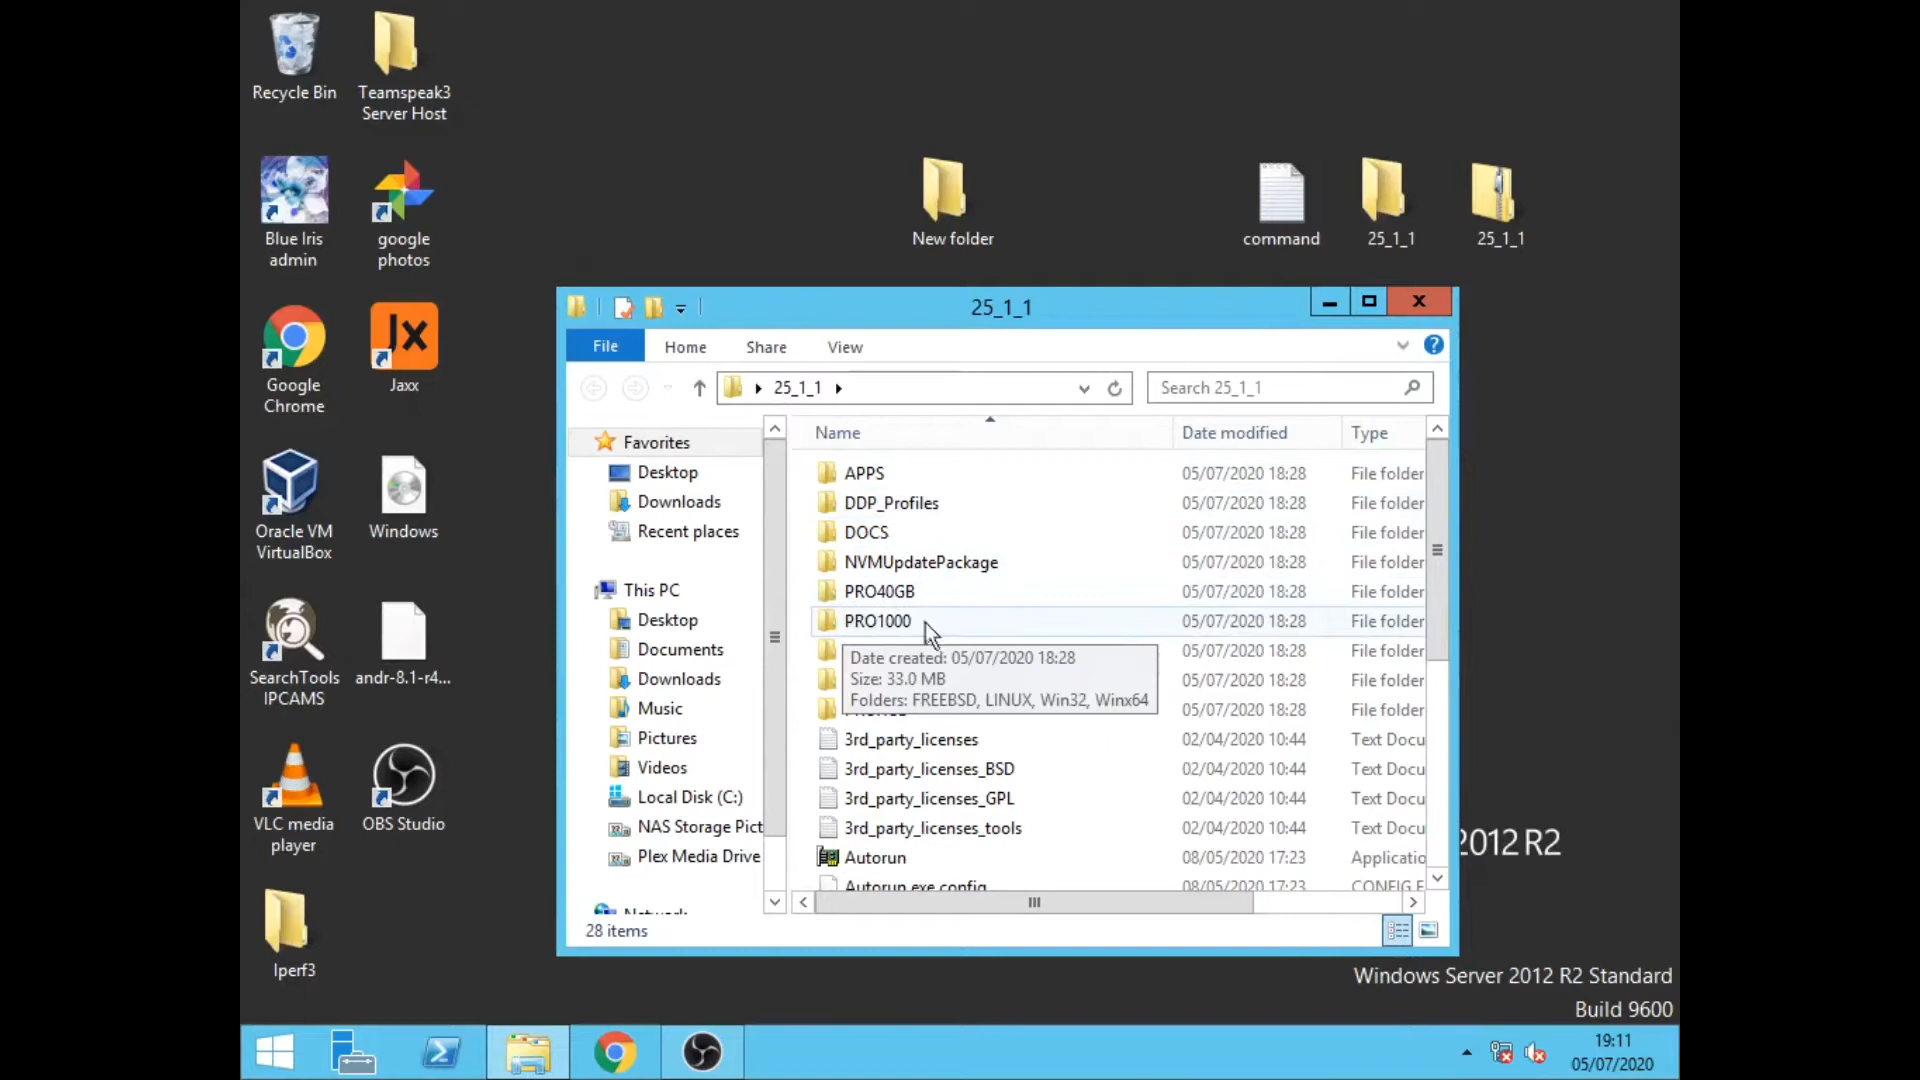 Recycle Bin
Teamspeak3
Server Host
Blue Iris
admin
google
photos
New folder
command
25_1_1
25_1_1
Google
Chrome
Jaxx
Oracle VM
VirtualBox
Windows
SearchTools
IPCAMS
andr-8.1-r4...
VLC media
player
OBS Studio
Iperf3
25_1_1
File
Home
Share
View
25_1_1
Search 25_1_1
Favorites
Desktop
Downloads
Recent places
This PC
Desktop
Documents
Downloads
Music
Pictures
Videos
Local Disk (C:)
NAS Storage Pict
Plex Media Drive
Network
Name Date modified Type
APPS 05/07/2020 18:28 File folder
DDP_Profiles 05/07/2020 18:28 File folder
DOCS 05/07/2020 18:28 File folder
NVMUpdatePackage 05/07/2020 18:28 File folder
PRO40GB 05/07/2020 18:28 File folder
PRO1000 05/07/2020 18:28 File folder
05/07/2020 18:28 File folder
05/07/2020 18:28 File folder
05/07/2020 18:28 File folder
Date created: 05/07/2020 18:28
Size: 33.0 MB
Folders: FREEBSD, LINUX, Win32, Winx64
3rd_party_licenses 02/04/2020 10:44 Text Docu
3rd_party_licenses_BSD 02/04/2020 10:44 Text Docu
3rd_party_licenses_GPL 02/04/2020 10:44 Text Docu
3rd_party_licenses_tools 02/04/2020 10:44 Text Docu
Autorun 08/05/2020 17:23 Applicatio
Autorun.exe.config 08/05/2020 17:23 CONFIG F
28 items
2012 R2
Windows Server 2012 R2 Standard
Build 9600
19:11
05/07/2020